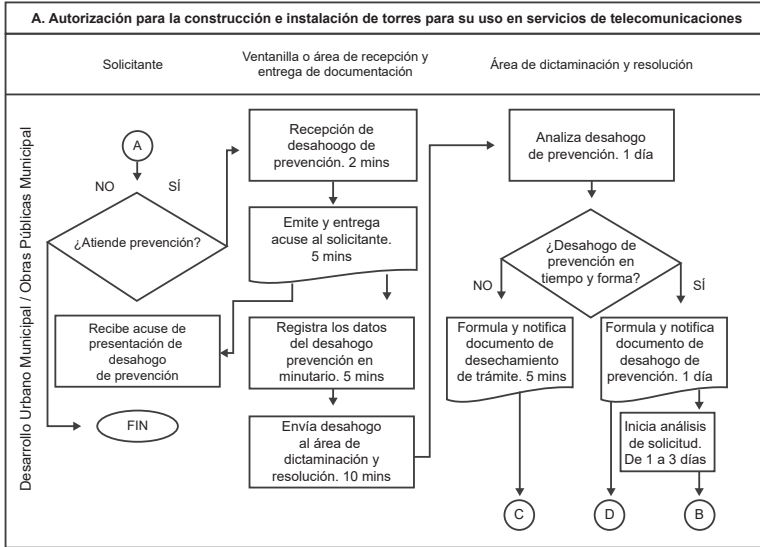 A. Autorización para la construcción e instalación de torres para su uso en servicios de telecomunicaciones
Solicitante
Ventanilla o área de recepción y
entrega de documentación
Área de dictaminación y resolución
Desarrollo Urbano Municipal / Obras Públicas Municipal
A
NO
SÍ
¿Atiende prevención?
Recibe acuse de
presentación de
desahogo
de prevención
FIN
Recepción de
desahoogo de
prevención. 2 mins
Emite y entrega
acuse al solicitante.
5 mins
Registra los datos
del desahogo
prevención en
minutario. 5 mins
Envía desahogo
al área de
dictaminación y
resolución. 10 mins
Analiza desahogo
de prevención. 1 día
¿Desahogo de
prevención en
tiempo y forma?
NO
SÍ
Formula y notifica
documento de
desechamiento
de trámite. 5 mins
Formula y notifica
documento de
desahogo de
prevención. 1 día
Inicia análisis
de solicitud.
De 1 a 3 días
C
D
B